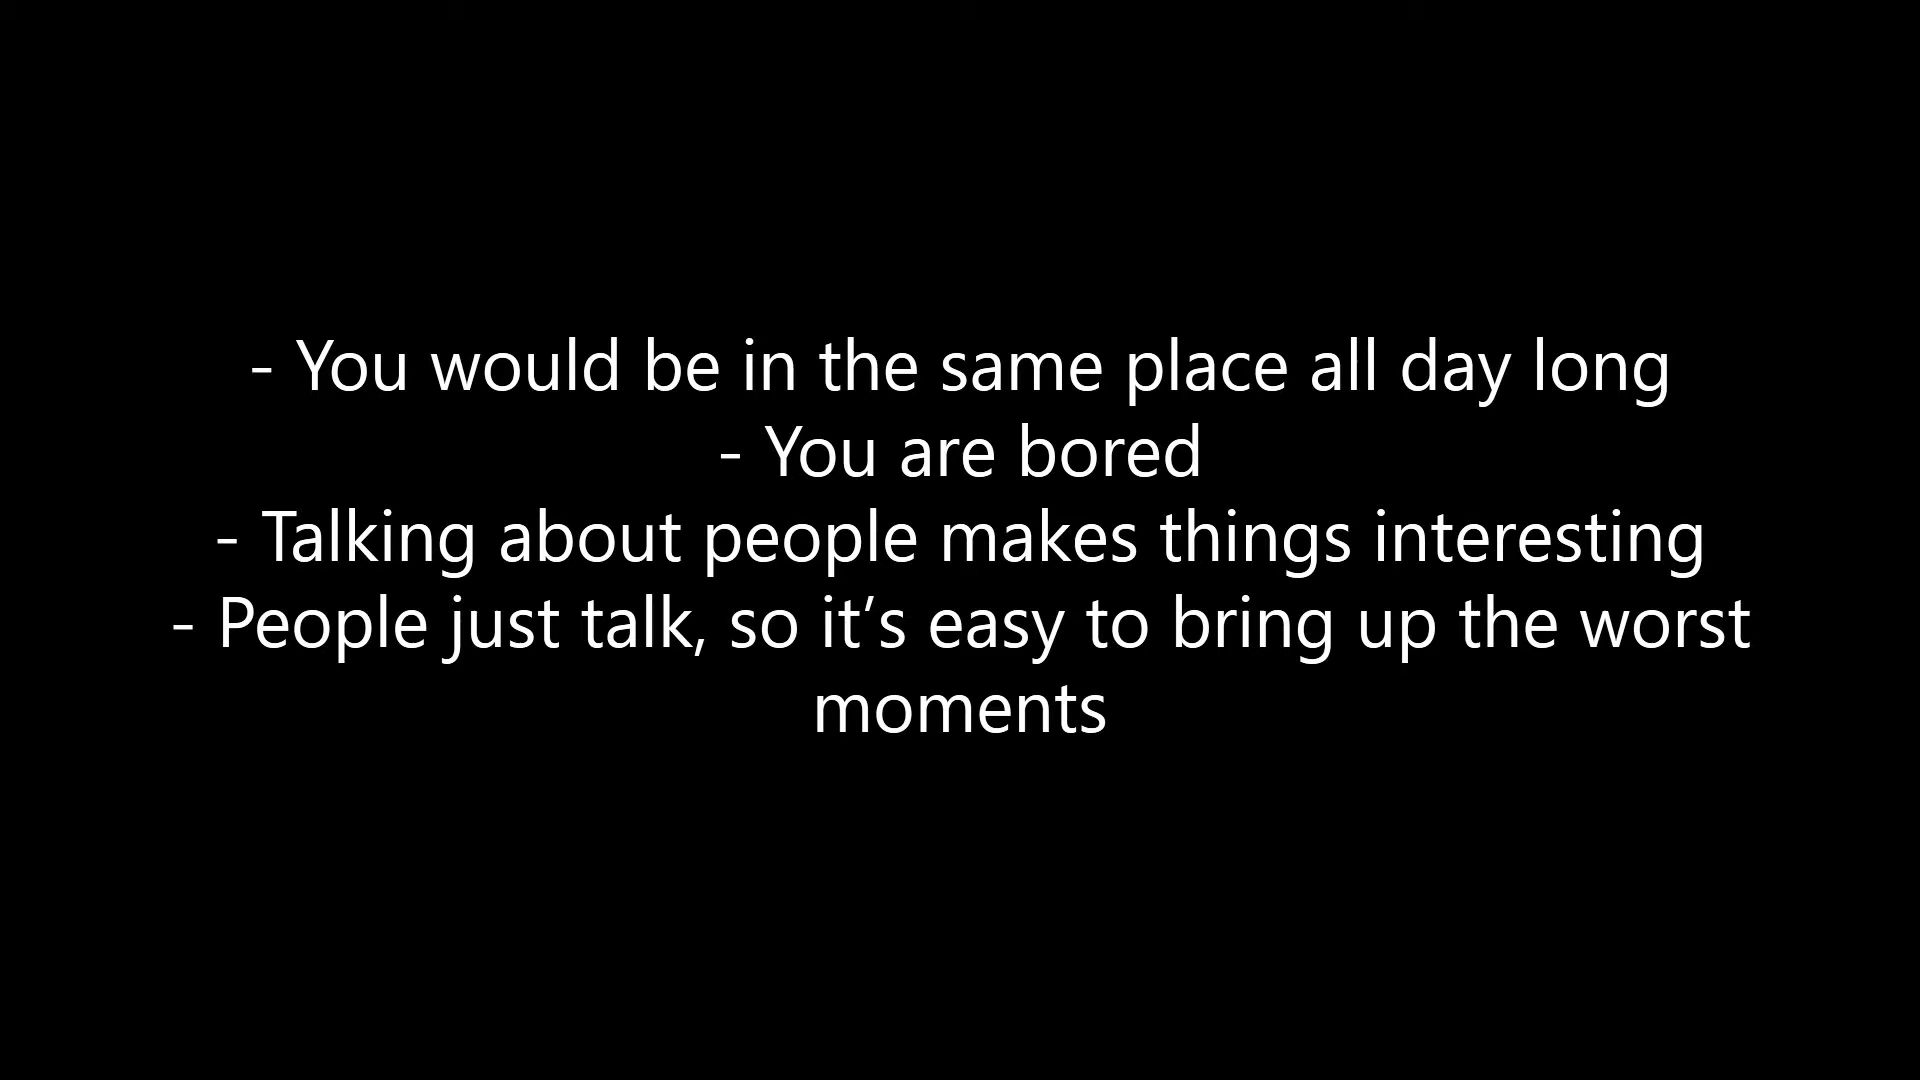 - You would be in the same place all day long
- You are bored
- Talking about people makes things interesting
- People just talk, so it’s easy to bring up the worst
moments